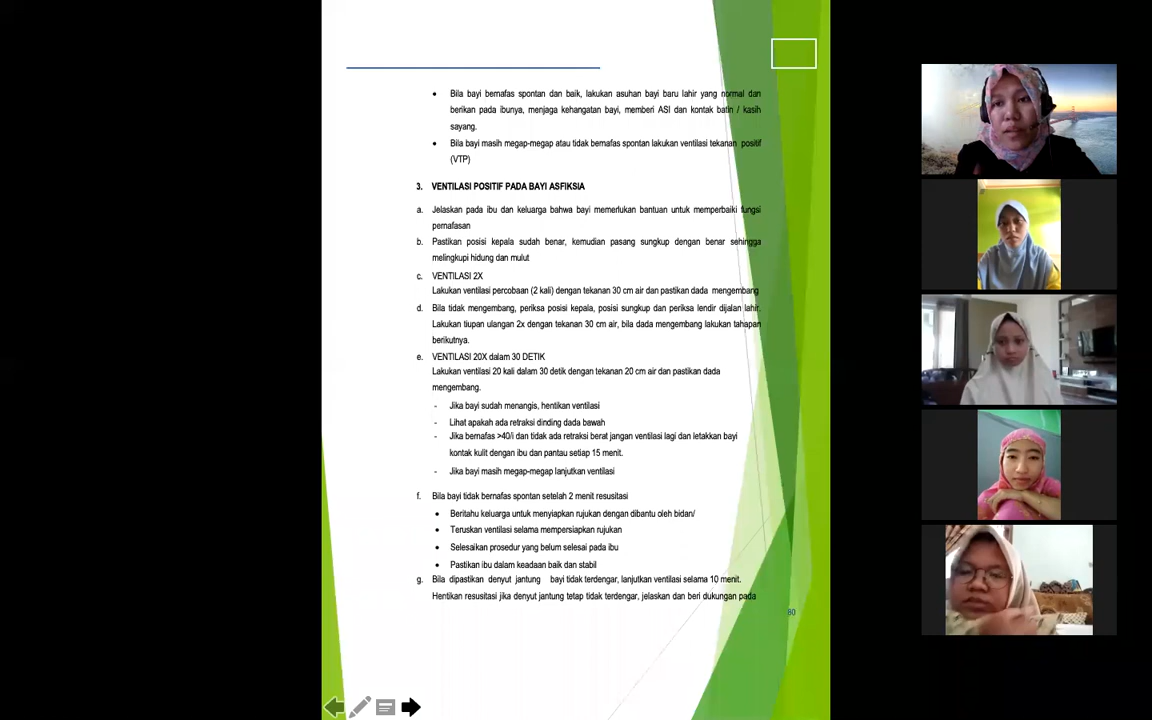 • Bila bayi bernafas spontan dan baik, lakukan asuhan bayi baru lahir yang normal dan
berikan pada ibunya, menjaga kehangatan bayi, memberi ASI dan kontak batin / kasih
sayang.
• Bila bayi masih megap-megap atau tidak bernafas spontan lakukan ventilasi tekanan positif
(VTP)
3. VENTILASI POSITIF PADA BAYI ASFIKSIA
a. Jelaskan pada ibu dan keluarga bahwa bayi memerlukan bantuan untuk memperbaiki fungsi
pernafasan
b. Pastikan posisi kepala sudah benar, kemudian pasang sungkup dengan benar sehingga
melingkupi hidung dan mulut
c. VENTILASI 2X
Lakukan ventilasi percobaan (2 kali) dengan tekanan 30 cm air dan pastikan dada mengembang
d. Bila tidak mengembang, periksa posisi kepala, posisi sungkup dan periksa lendir dijalan lahir.
Lakukan tiupan ulangan 2x dengan tekanan 30 cm air, bila dada mengembang lakukan tahapan
berikutnya.
e. VENTILASI 20X dalam 30 DETIK
Lakukan ventilasi 20 kali dalam 30 detik dengan tekanan 20 cm air dan pastikan dada
mengembang.
- Jika bayi sudah menangis, hentikan ventilasi
- Lihat apakah ada retraksi dinding dada bawah
- Jika bernafas >40/i dan tidak ada retraksi berat jangan ventilasi lagi dan letakkan bayi
kontak kulit dengan ibu dan pantau setiap 15 menit.
- Jika bayi masih megap-megap lanjutkan ventilasi
f. Bila bayi tidak bernafas spontan setelah 2 menit resusitasi
• Beritahu keluarga untuk menyiapkan rujukan dengan dibantu oleh bidan/
• Teruskan ventilasi selama mempersiapkan rujukan
• Selesaikan prosedur yang belum selesai pada ibu
• Pastikan ibu dalam keadaan baik dan stabil
g. Bila dipastikan denyut jantung bayi tidak terdengar, lanjutkan ventilasi selama 10 menit.
Hentikan resusitasi jika denyut jantung tetap tidak terdengar, jelaskan dan beri dukungan pada
80